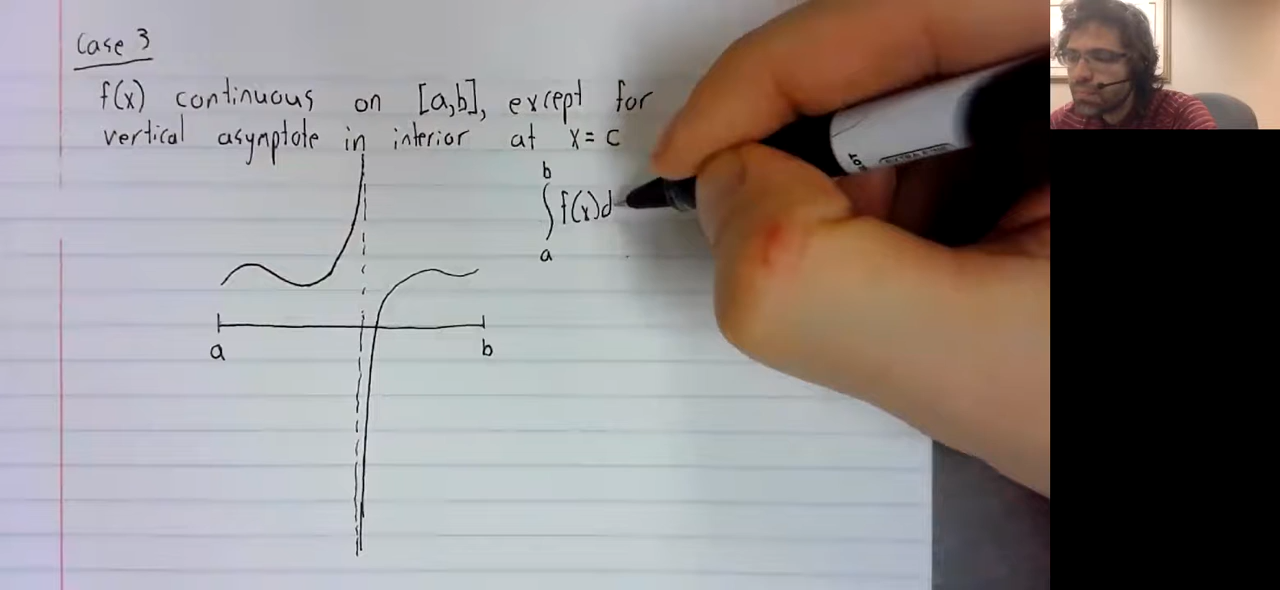 Case 3
f(x) continuous on [a,b], except for
vertical asymptote in interior at x = c
b
∫ f(x)d
a
a b